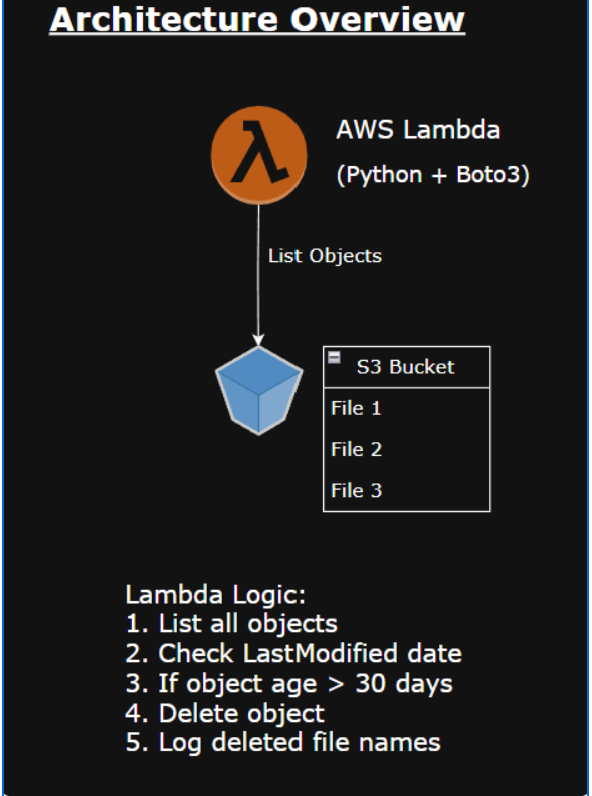 Architecture Overview
AWS Lambda
(Python + Boto3)
List Objects
S3 Bucket
File 1
File 2
File 3
Lambda Logic:
1. List all objects
2. Check LastModified date
3. If object age > 30 days
4. Delete object
5. Log deleted file names